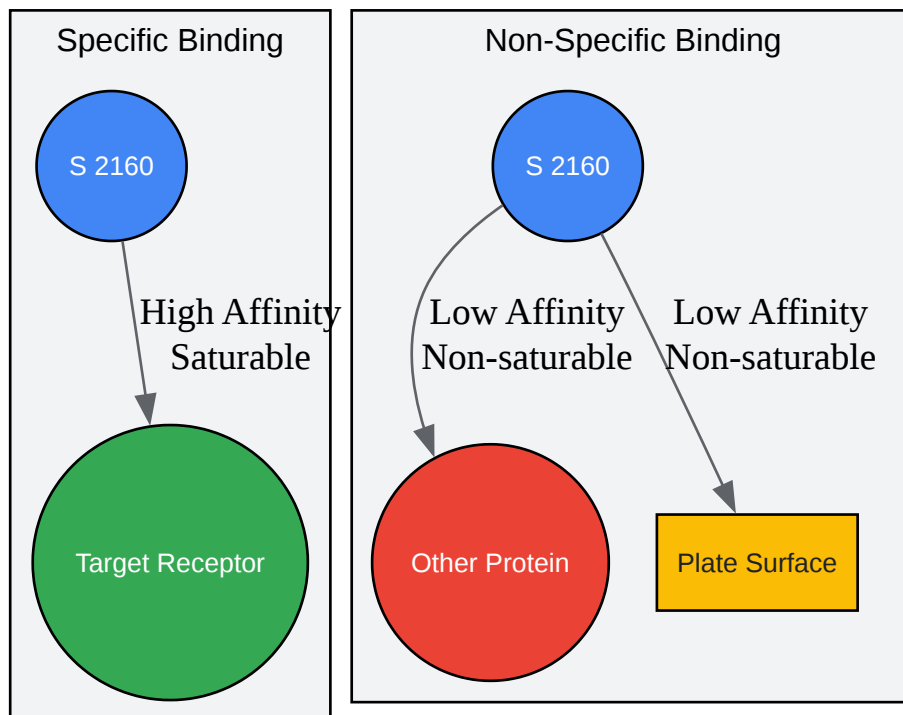 Specific Binding
S 2160
High Affinity
Saturable
Target Receptor
Non-Specific Binding
S 2160
Low Affinity
Non-saturable
Low Affinity
Non-saturable
Other Protein
Plate Surface